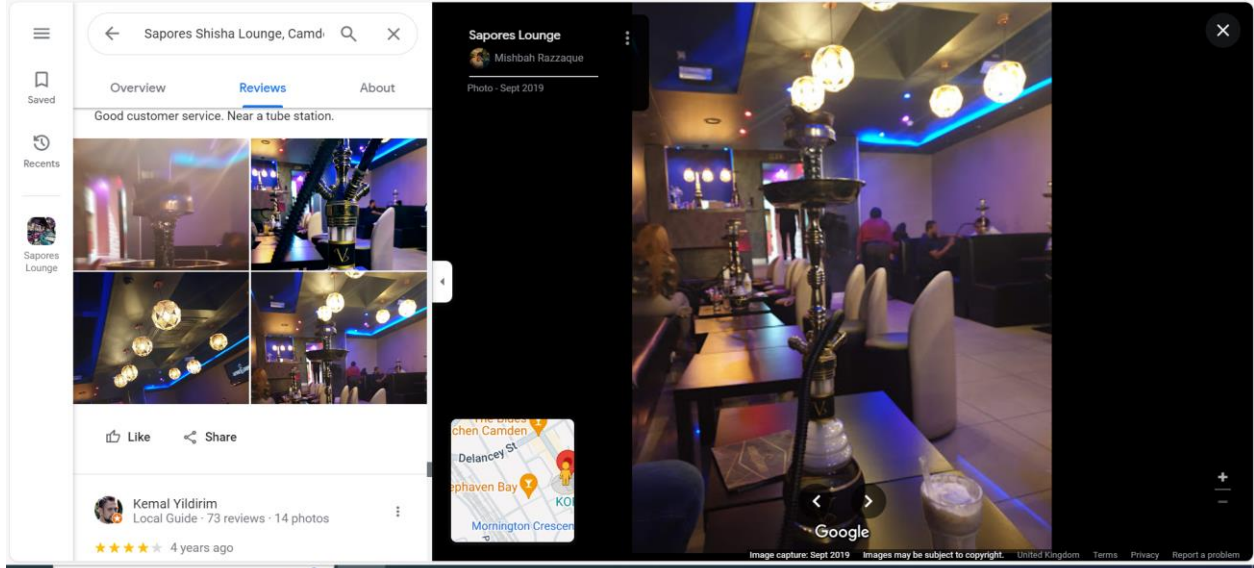 Sapores Shisha Lounge, Camd
Saved
Recents
Sapores
Lounge
Overview
Reviews
About
Good customer service. Near a tube station.
Like
Share
Kemal Yildirim
Local Guide · 73 reviews · 14 photos
4 years ago
Sapores Lounge
Mishbah Razzaque
Photo - Sept 2019
The Blues
chen Camden
Delancey St
ephaven Bay
KO
Mornington Crescen
Google
Image capture: Sept 2019 Images may be subject to copyright. United Kingdom Terms Privacy Report a problem